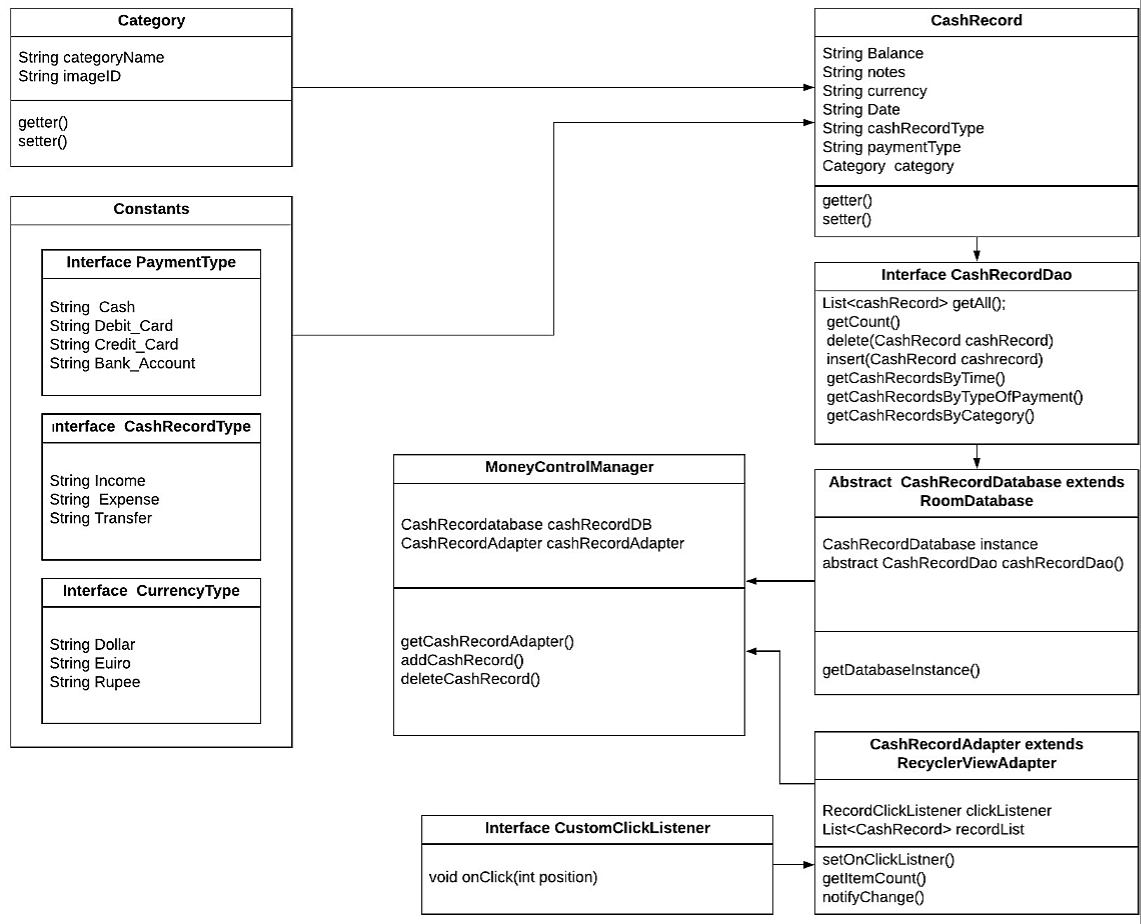 Category
String categoryName
String imageID
getter()
setter()
Constants
Interface PaymentType
String Cash
String Debit_Card
String Credit_Card
String Bank_Account
Interface CashRecordType
String Income
String Expense
String Transfer
Interface CurrencyType
String Dollar
String Euiro
String Rupee
CashRecord
String Balance
String notes
String currency
String Date
String cashRecordType
String paymentType
Category category
getter()
setter()
Interface CashRecordDao
List<cashRecord> getAll();
getCount()
delete(CashRecord cashRecord)
insert(CashRecord cashrecord)
getCashRecordsByTime()
getCashRecordsByTypeOfPayment()
getCashRecordsByCategory()
Abstract CashRecordDatabase extends
RoomDatabase
CashRecordDatabase instance
abstract CashRecordDao cashRecordDao()
getDatabaseInstance()
MoneyControlManager
CashRecordatabase cashRecordDB
CashRecordAdapter cashRecordAdapter
getCashRecordAdapter()
addCashRecord()
deleteCashRecord()
CashRecordAdapter extends
RecyclerViewAdapter
RecordClickListener clickListener
List<CashRecord> recordList
setOnClickListner()
getItemCount()
notifyChange()
Interface CustomClickListener
void onClick(int position)